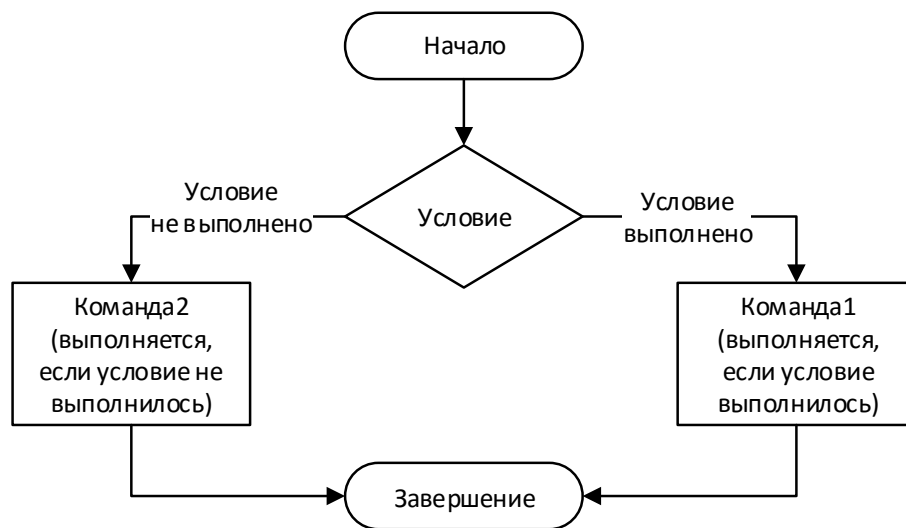 Начало
Условие
не выполнено
Условие
Условие
выполнено
Команда2
(выполняется,
если условие не
выполнилось)
Команда1
(выполняется,
если условие
выполнилось)
Завершение